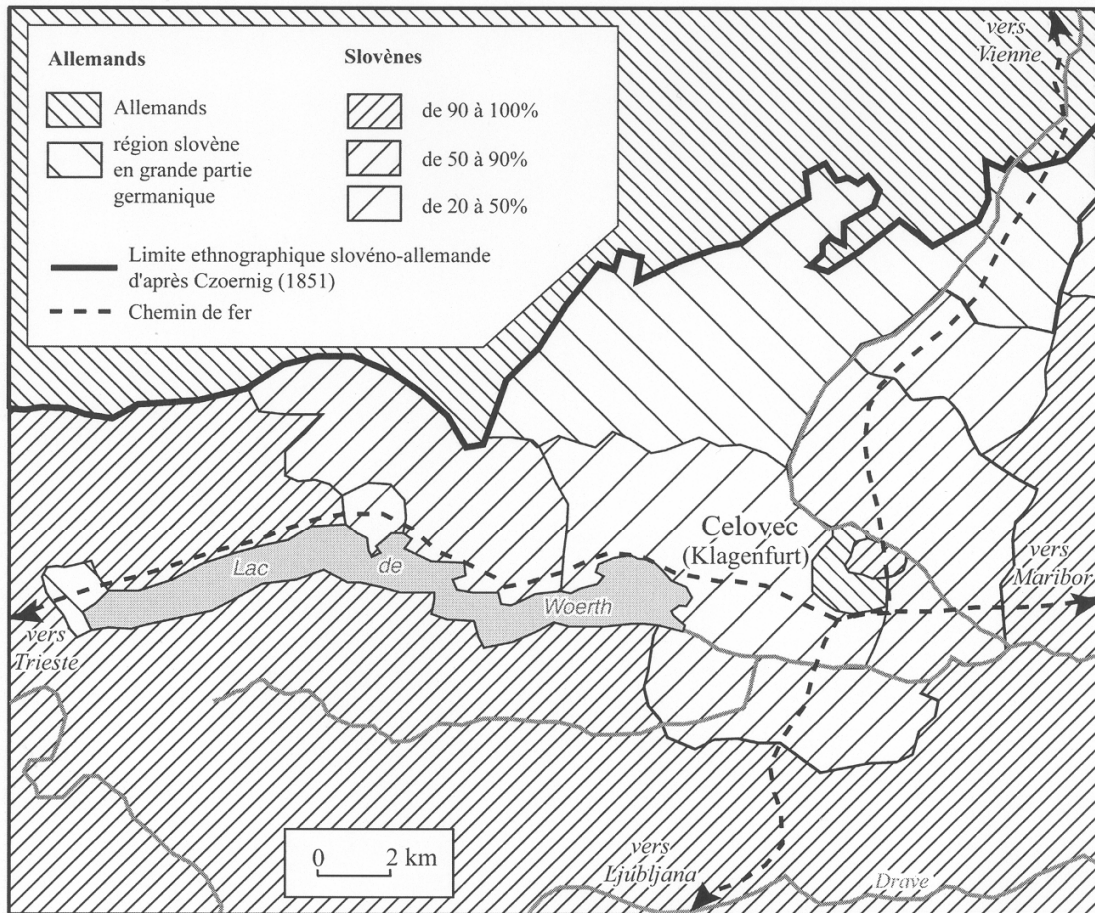 Allemands
Allemands
région slovène
en grande partie
germanique
Slovènes
de 90 à 100%
de 50 à 90%
de 20 à 50%
Limite ethnographique slovéno-allemande
d'après Czoernig (1851)
Chemin de fer
vers
Vienne
Celovec
(Klagenfurt)
vers
Maribor
Lac de Woerth
vers
Trieste
0 2 km
vers
Ljúbljana
Drave